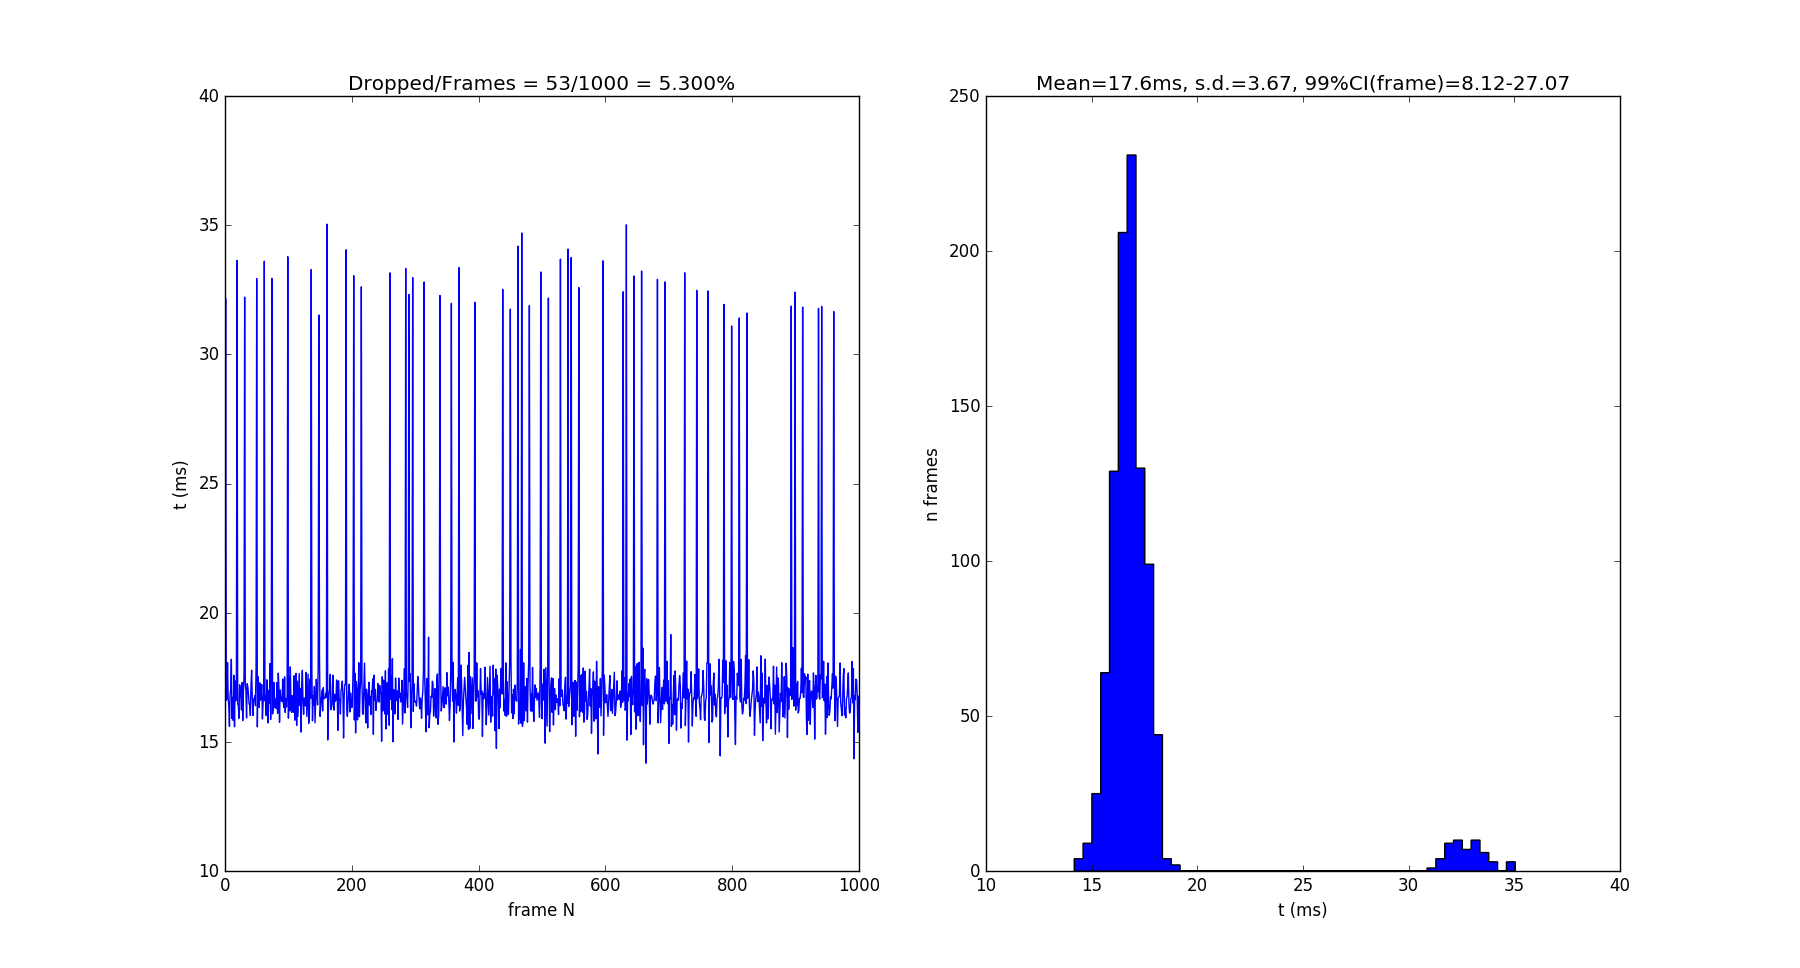 Dropped/Frames = 53/1000 = 5.300%
40
35
30
25
20
15
10
t (ms)
0 200 400 600 800 1000
frame N
Mean=17.6ms, s.d.=3.67, 99%CI(frame)=8.12-27.07
250
200
150
100
50
0
n frames
10 15 20 25 30 35 40
t (ms)